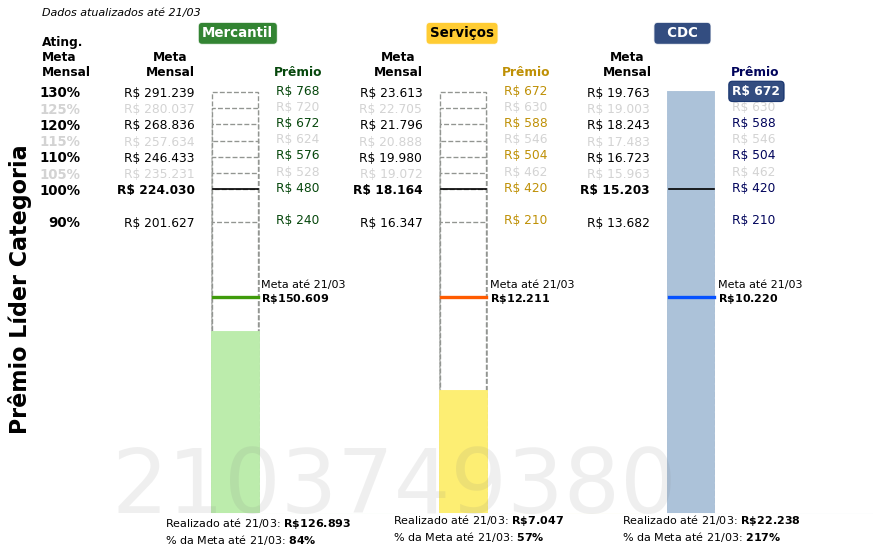 Dados atualizados até 21/03
Mercantil Serviços CDC
Ating. Meta Mensal Meta Mensal Prêmio Meta Mensal Prêmio Meta Mensal Prêmio
130% R$ 291.239 R$ 768 R$ 23.613 R$ 672 R$ 19.763 R$ 672
125% R$ 280.037 R$ 720 R$ 22.705 R$ 630 R$ 19.003 R$ 630
120% R$ 268.836 R$ 672 R$ 21.796 R$ 588 R$ 18.243 R$ 588
115% R$ 257.634 R$ 624 R$ 20.888 R$ 546 R$ 17.483 R$ 546
110% R$ 246.433 R$ 576 R$ 19.980 R$ 504 R$ 16.723 R$ 504
105% R$ 235.231 R$ 528 R$ 19.072 R$ 462 R$ 15.963 R$ 462
100% R$ 224.030 R$ 480 R$ 18.164 R$ 420 R$ 15.203 R$ 420
90% R$ 201.627 R$ 240 R$ 16.347 R$ 210 R$ 13.682 R$ 210
Prêmio Líder Categoria
Meta até 21/03 Meta até 21/03 Meta até 21/03
R$150.609 R$12.211 R$10.220
2103749380
Realizado até 21/03: R$126.893 Realizado até 21/03: R$7.047 Realizado até 21/03: R$22.238
% da Meta até 21/03: 84% % da Meta até 21/03: 57% % da Meta até 21/03: 217%